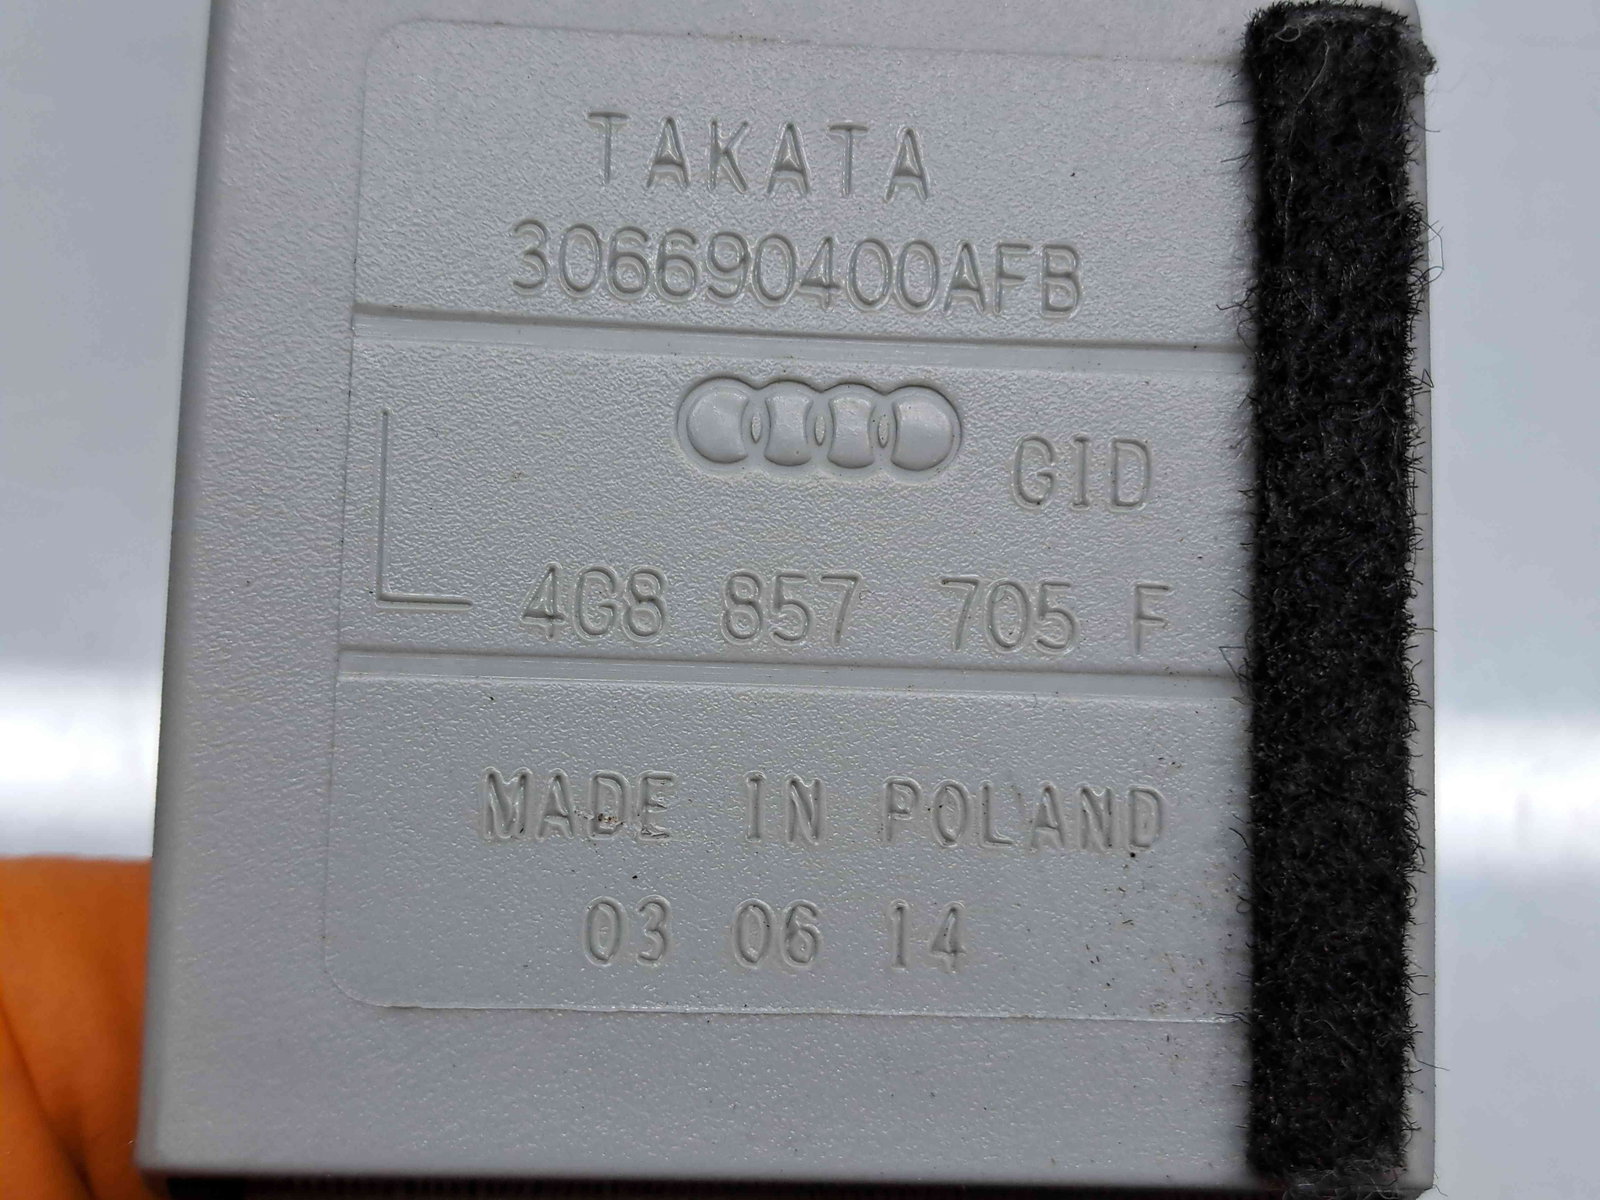 TAKATA
306690400AFB
GID
4G8 857 705 F
MADE IN POLAND
03 06 14